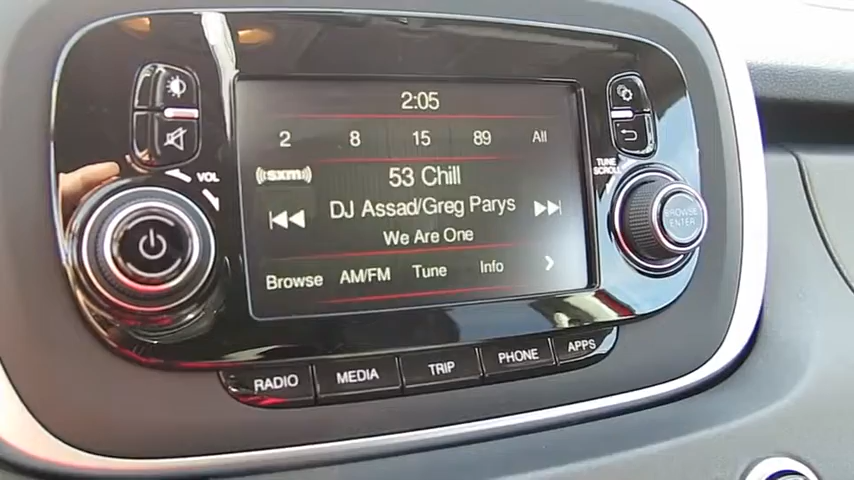 2:05
2 8 15 89 All
sxm 53 Chill
DJ Assad/Greg Parys
We Are One
Browse AM/FM Tune Info
VOL
TUNE
SCROLL
BROWSE
ENTER
RADIO MEDIA TRIP PHONE APPS